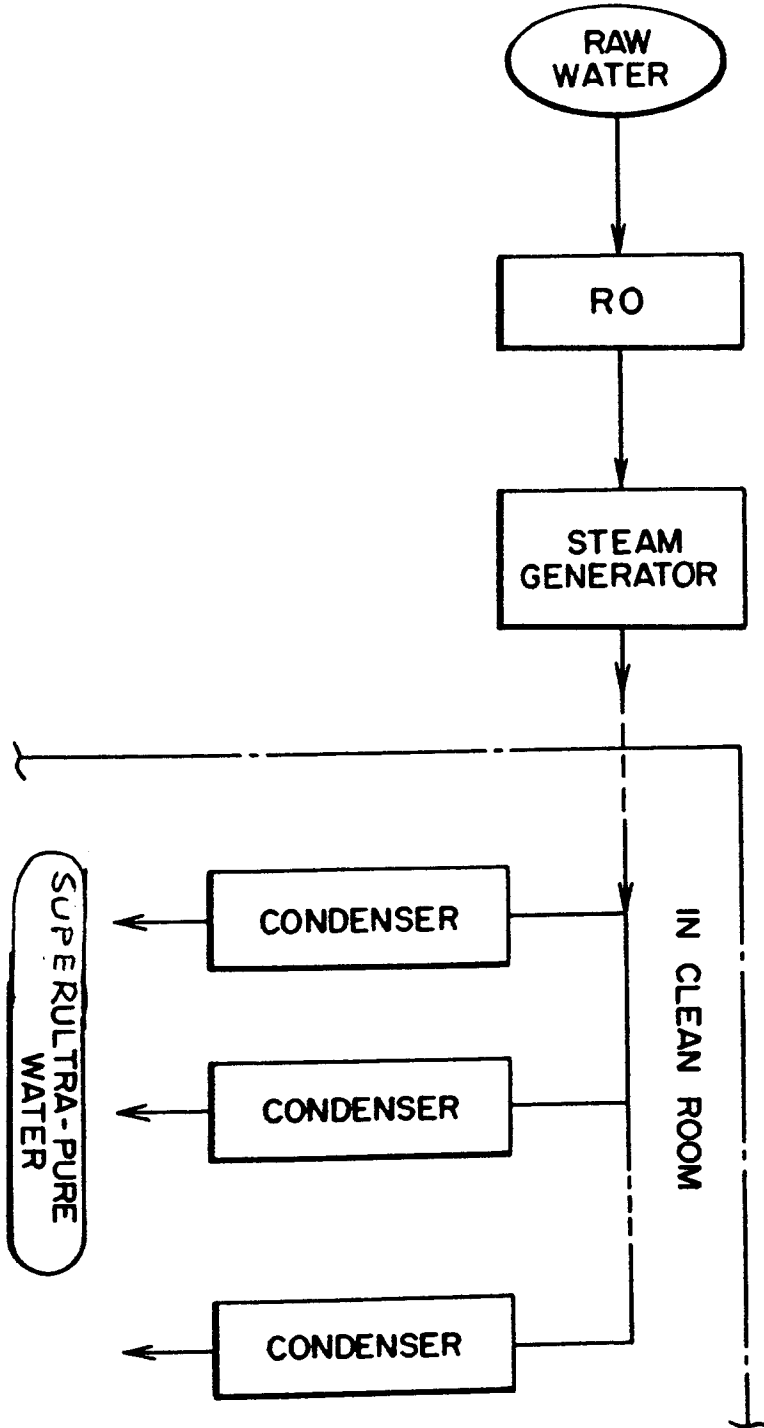 RAW
WATER
RO
STEAM
GENERATOR
IN CLEAN ROOM
CONDENSER
CONDENSER
CONDENSER
SUPERULTRA-PURE
WATER